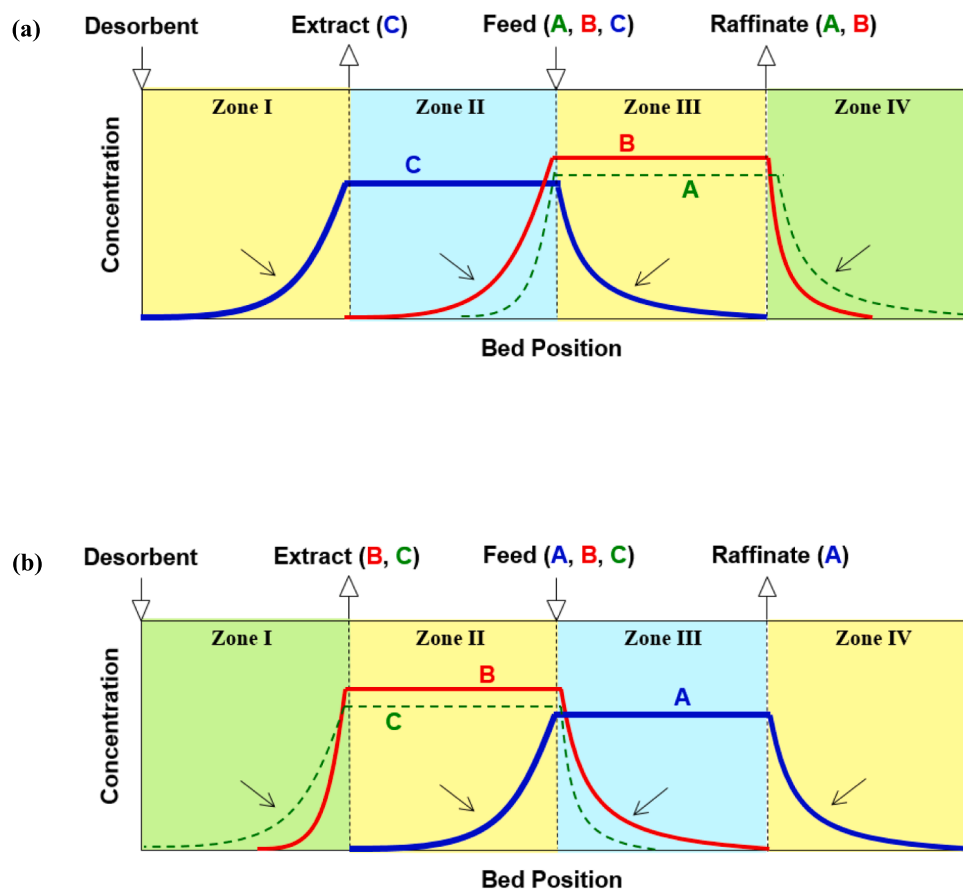 (a)
Desorbent Extract (C) Feed (A, B, C) Raffinate (A, B)
Zone I Zone II Zone III Zone IV
B
C
A
Concentration
Bed Position
(b)
Desorbent Extract (B, C) Feed (A, B, C) Raffinate (A)
Zone I Zone II Zone III Zone IV
B
A
C
Concentration
Bed Position